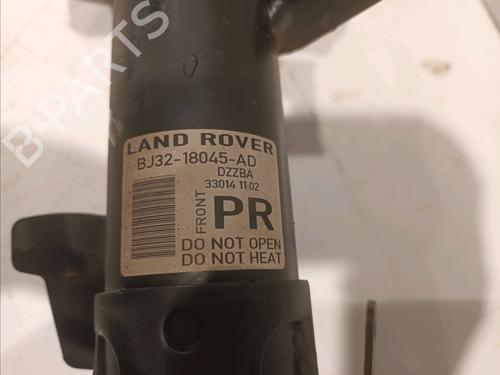 B-PARTS
LAND ROVER
BJ32-18045-AD
DZZBA
33014 11:02
FRONT
PR
DO NOT OPEN
DO NOT HEAT